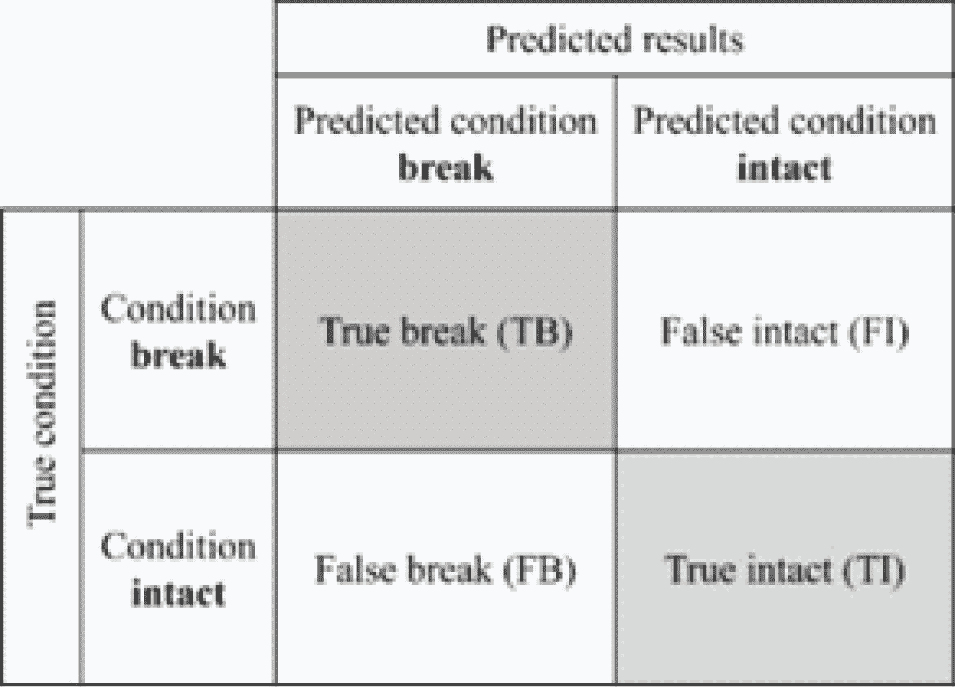 Predicted results
Predicted condition
break
Predicted condition
intact
True condition
Condition
break
True break (TB)
False intact (FI)
Condition
intact
False break (FB)
True intact (TI)